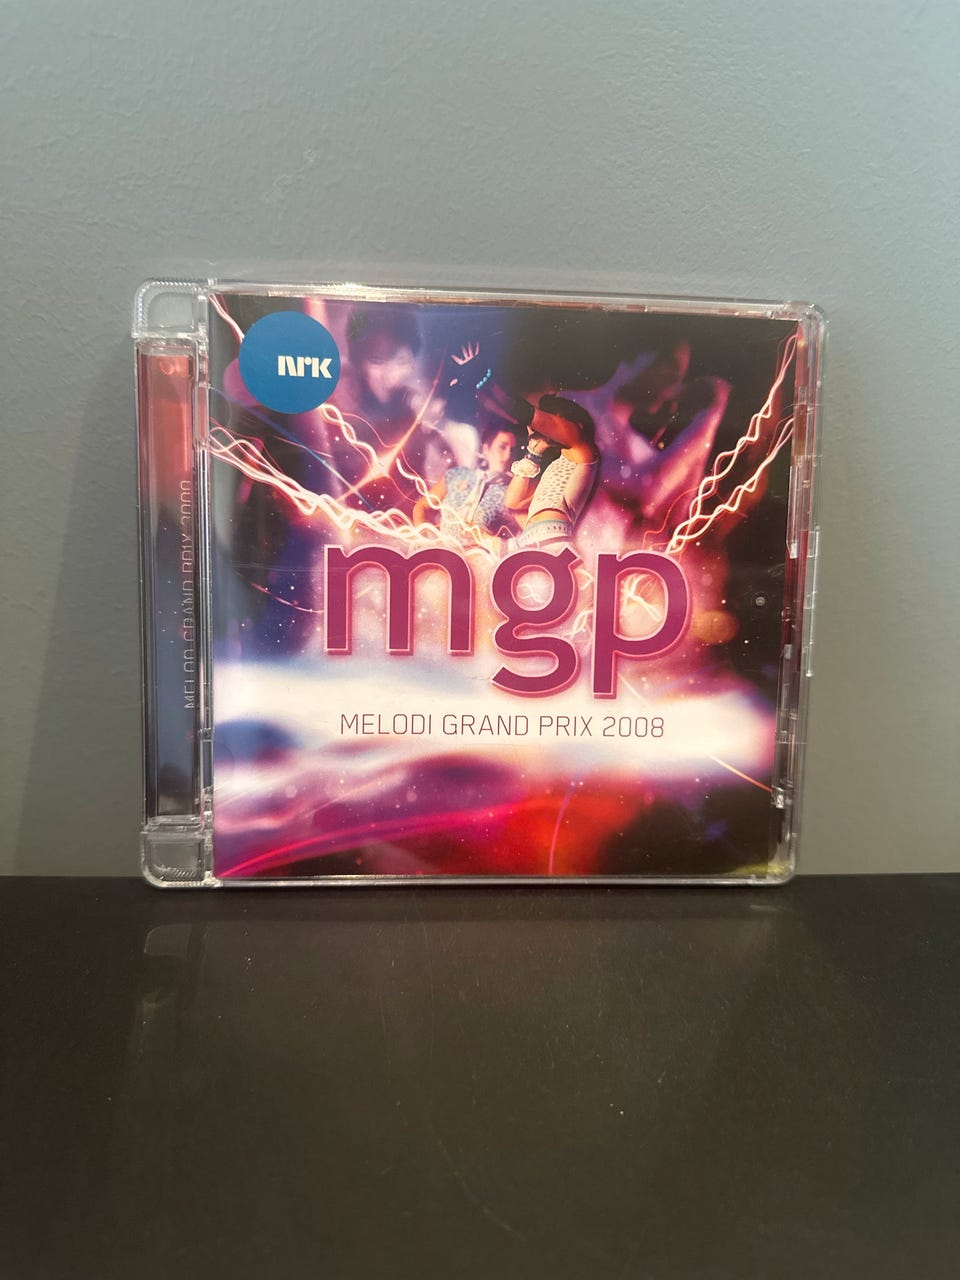 nrk
mgp
MELODI GRAND PRIX 2008
MELODI GRAND PRIX 2008